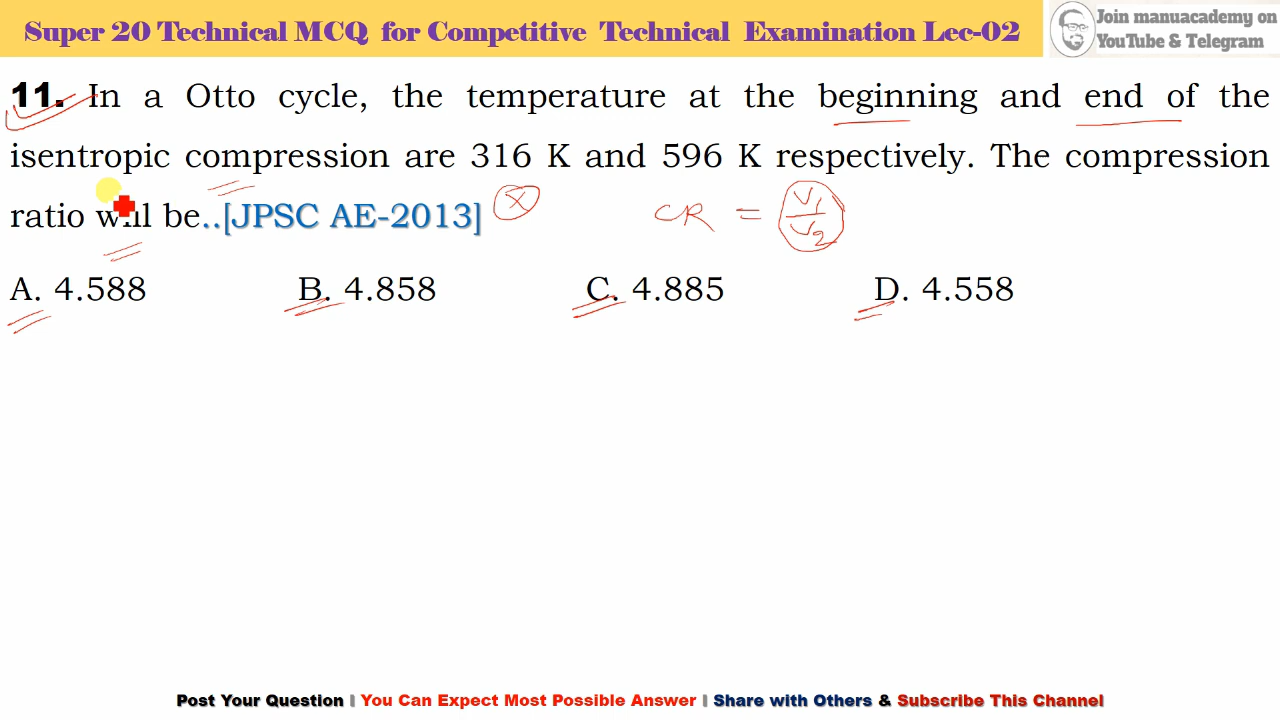 Super 20 Technical MCQ for Competitive Technical Examination Lec-02
Join manuacademy on
YouTube & Telegram
11. In a Otto cycle, the temperature at the beginning and end of the
isentropic compression are 316 K and 596 K respectively. The compression
ratio will be..[JPSC AE-2013] X CR = V1/V2
A. 4.588 B. 4.858 C. 4.885 D. 4.558
Post Your Question | You Can Expect Most Possible Answer | Share with Others & Subscribe This Channel